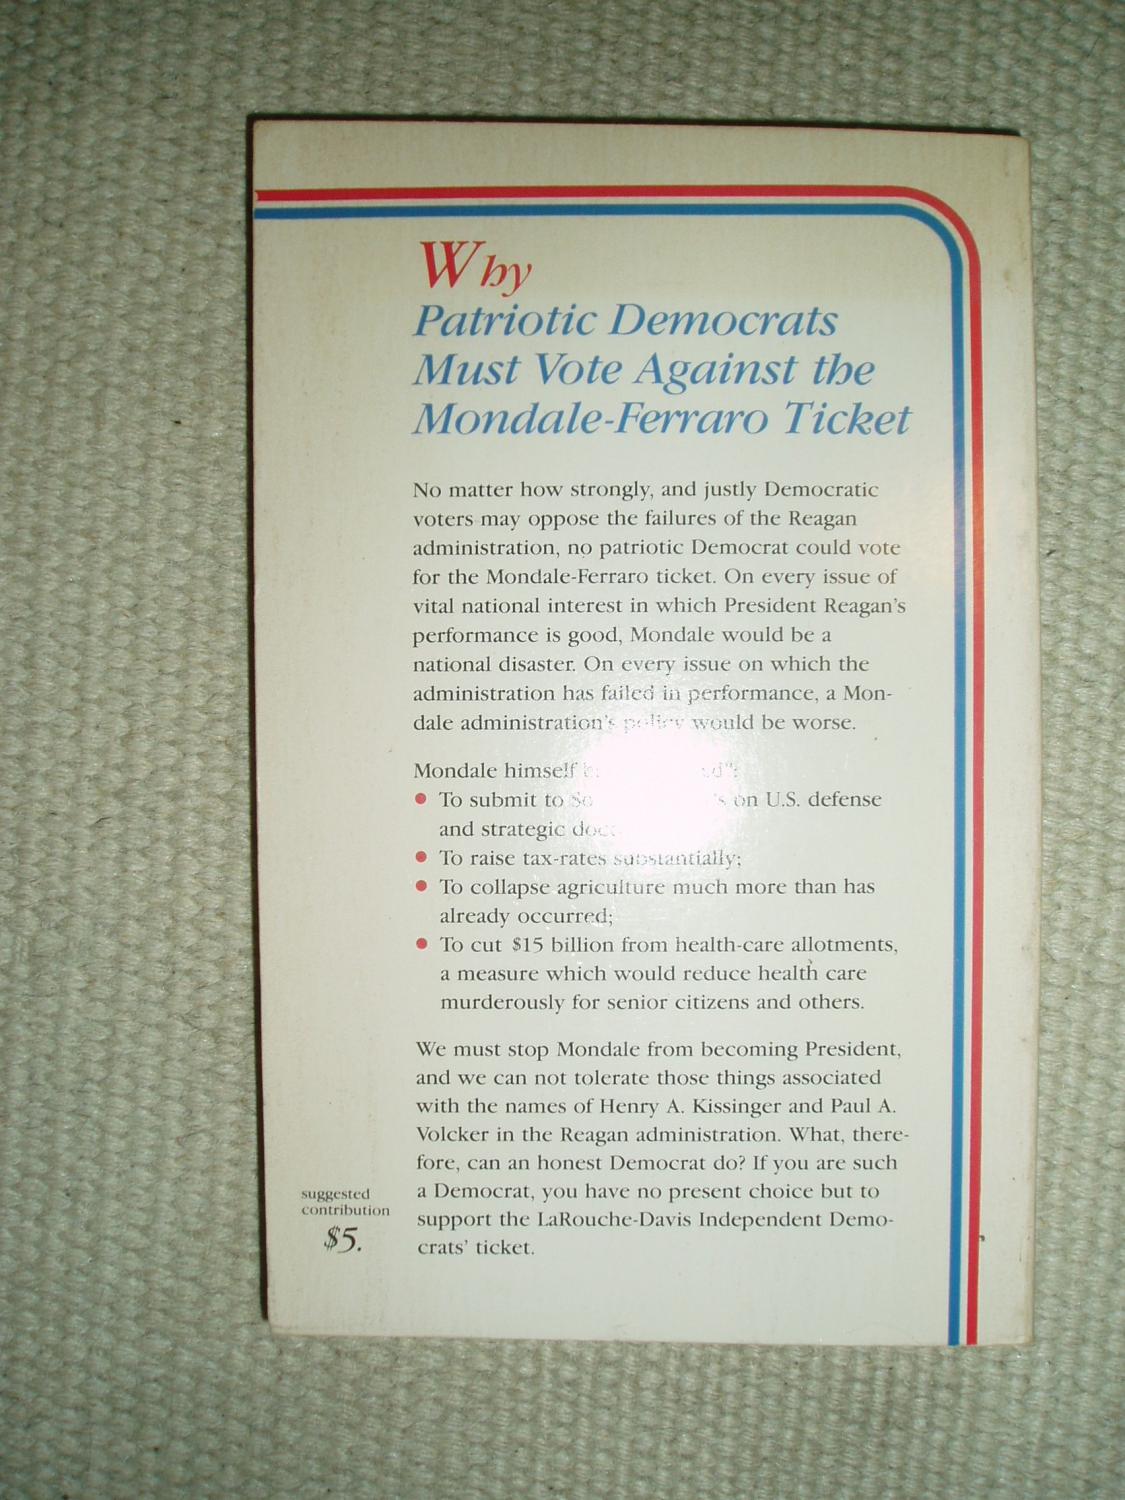 Why
Patriotic Democrats
Must Vote Against the
Mondale-Ferraro Ticket
No matter how strongly, and justly Democratic
voters may oppose the failures of the Reagan
administration, no patriotic Democrat could vote
for the Mondale-Ferraro ticket. On every issue of
vital national interest in which President Reagan's
performance is good, Mondale would be a
national disaster. On every issue on which the
administration has failed in performance, a Mon-
dale administration's policy would be worse.
Mondale himself
• To submit to on U.S. defense
and strategic
• To raise tax-rates substantially;
• To collapse agriculture much more than has
already occurred;
• To cut $15 billion from health-care allotments,
a measure which would reduce health care
murderously for senior citizens and others.
We must stop Mondale from becoming President,
and we can not tolerate those things associated
with the names of Henry A. Kissinger and Paul A.
Volcker in the Reagan administration. What, there-
fore, can an honest Democrat do? If you are such
a Democrat, you have no present choice but to
support the LaRouche-Davis Independent Demo-
crats' ticket.
suggested
contribution
$5.